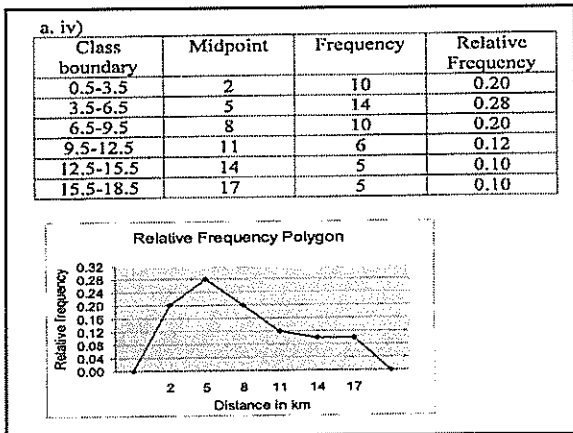 a. iv)
Class boundary Midpoint Frequency Relative Frequency
0.5-3.5 2 10 0.20
3.5-6.5 5 14 0.28
6.5-9.5 8 10 0.20
9.5-12.5 11 6 0.12
12.5-15.5 14 5 0.10
15.5-18.5 17 5 0.10
Relative Frequency Polygon
Relative frequency
0.32
0.28
0.24
0.20
0.16
0.12
0.08
0.04
0.00
2 5 8 11 14 17
Distance in km